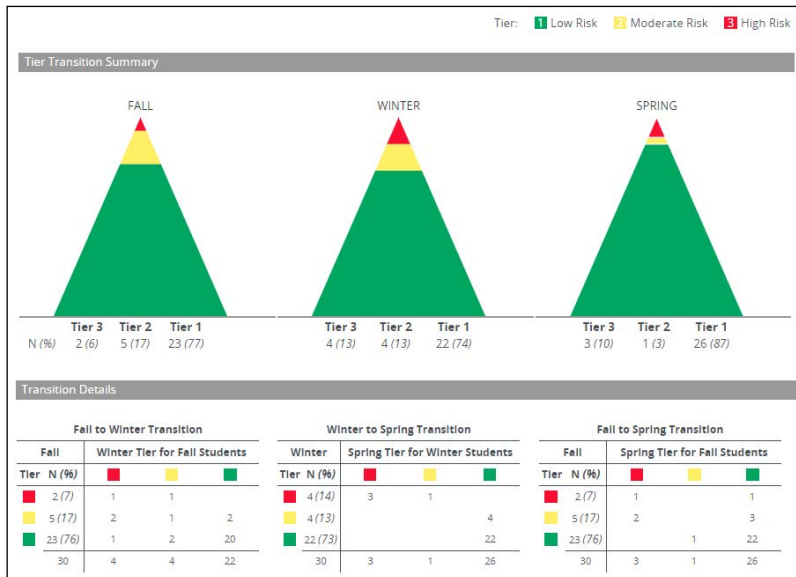 Tier: 1 Low Risk 2 Moderate Risk 3 High Risk
Tier Transition Summary
FALL WINTER SPRING
Tier 3 Tier 2 Tier 1 Tier 3 Tier 2 Tier 1 Tier 3 Tier 2 Tier 1
N (%) 2 (6) 5 (17) 23 (77) 4 (13) 4 (13) 22 (74) 3 (10) 1 (3) 26 (87)
Transition Details
Fall to Winter Transition
Fall Winter Tier for Fall Students
Tier N (%)
2 (7) 1 1
5 (17) 2 1 2
23 (76) 1 2 20
30 4 4 22
Winter to Spring Transition
Winter Spring Tier for Winter Students
Tier N (%)
4 (14) 3 1
4 (13) 4
22 (73) 22
30 3 1 26
Fall to Spring Transition
Fall Spring Tier for Fall Students
Tier N (%)
2 (7) 1 1
5 (17) 2 3
23 (76) 1 22
30 3 1 26